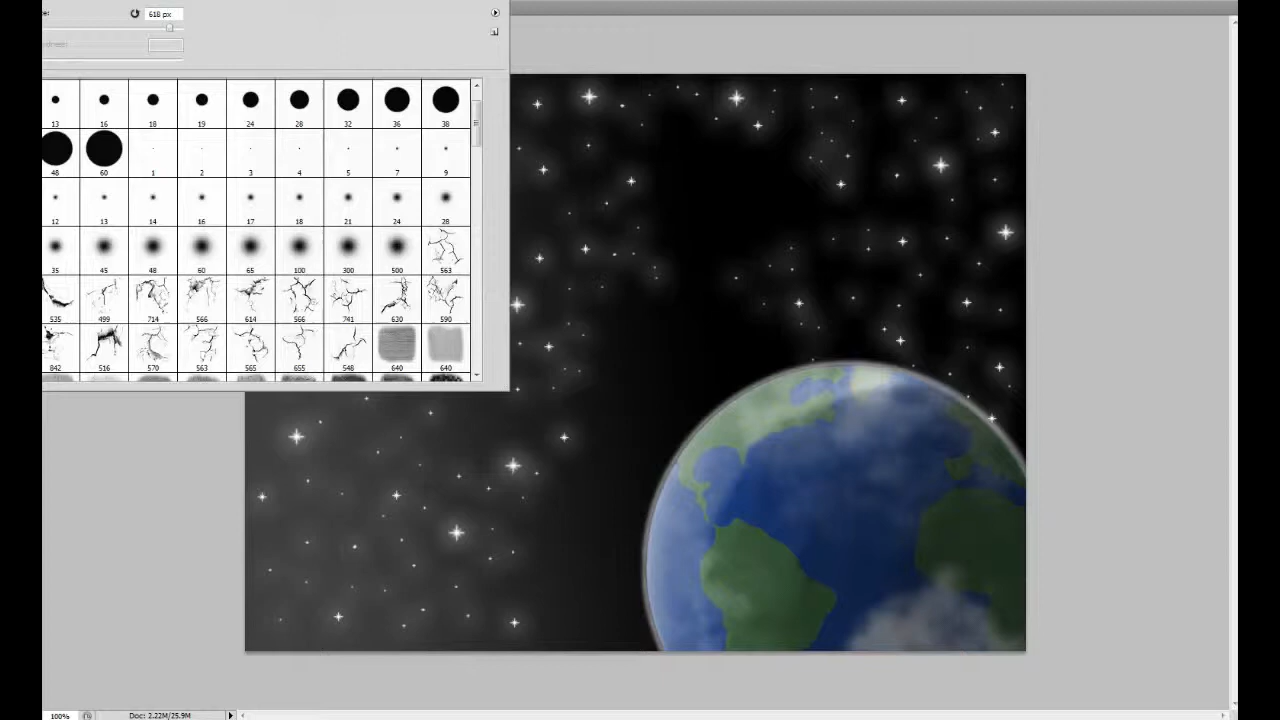 618 px
13 16 18 19 24 28 32 36 38
48 60 1 2 3 4 5 7 9
12 13 14 16 17 18 21 24 28
35 45 48 60 65 100 300 500 563
535 499 714 566 614 566 741 630 590
842 516 570 563 565 655 548 640 640
100% Doc: 2.22M/25.9M